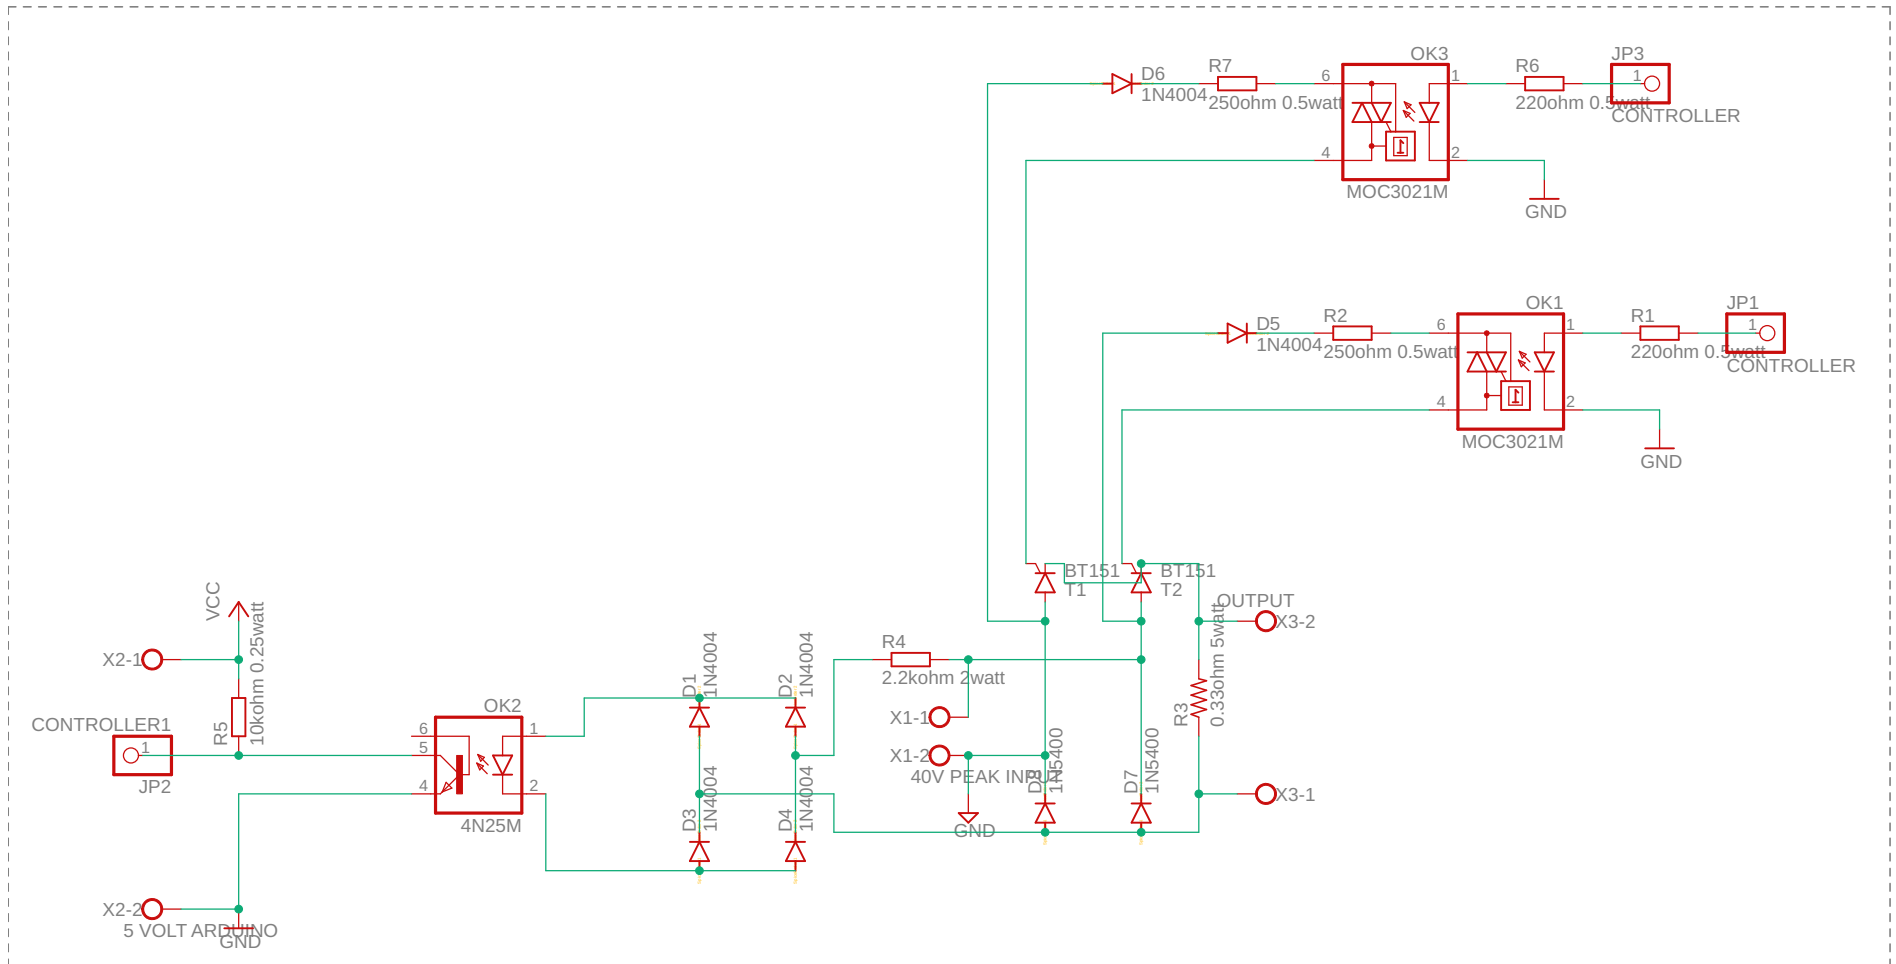 OK3
JP3
D6
1N4004
R7
250ohm 0.5watt
6
1
4
2
MOC3021M
R6
220ohm 0.5watt
1
CONTROLLER
GND
OK1
JP1
D5
1N4004
R2
250ohm 0.5watt
6
1
4
2
MOC3021M
R1
220ohm 0.5watt
1
CONTROLLER
GND
BT151
T1
BT151
T2
OUTPUT
X3-2
R3
0.33ohm 5watt
X3-1
VCC
X2-1
R5
10kohm 0.25watt
CONTROLLER1
1
JP2
OK2
6
5
4
1
2
4N25M
D1
1N4004
D2
1N4004
D3
1N4004
D4
1N4004
R4
2.2kohm 2watt
X1-1
X1-2
40V PEAK INPUT
GND
D8
1N5400
D7
1N5400
X2-2
5 VOLT ARDUINO
GND